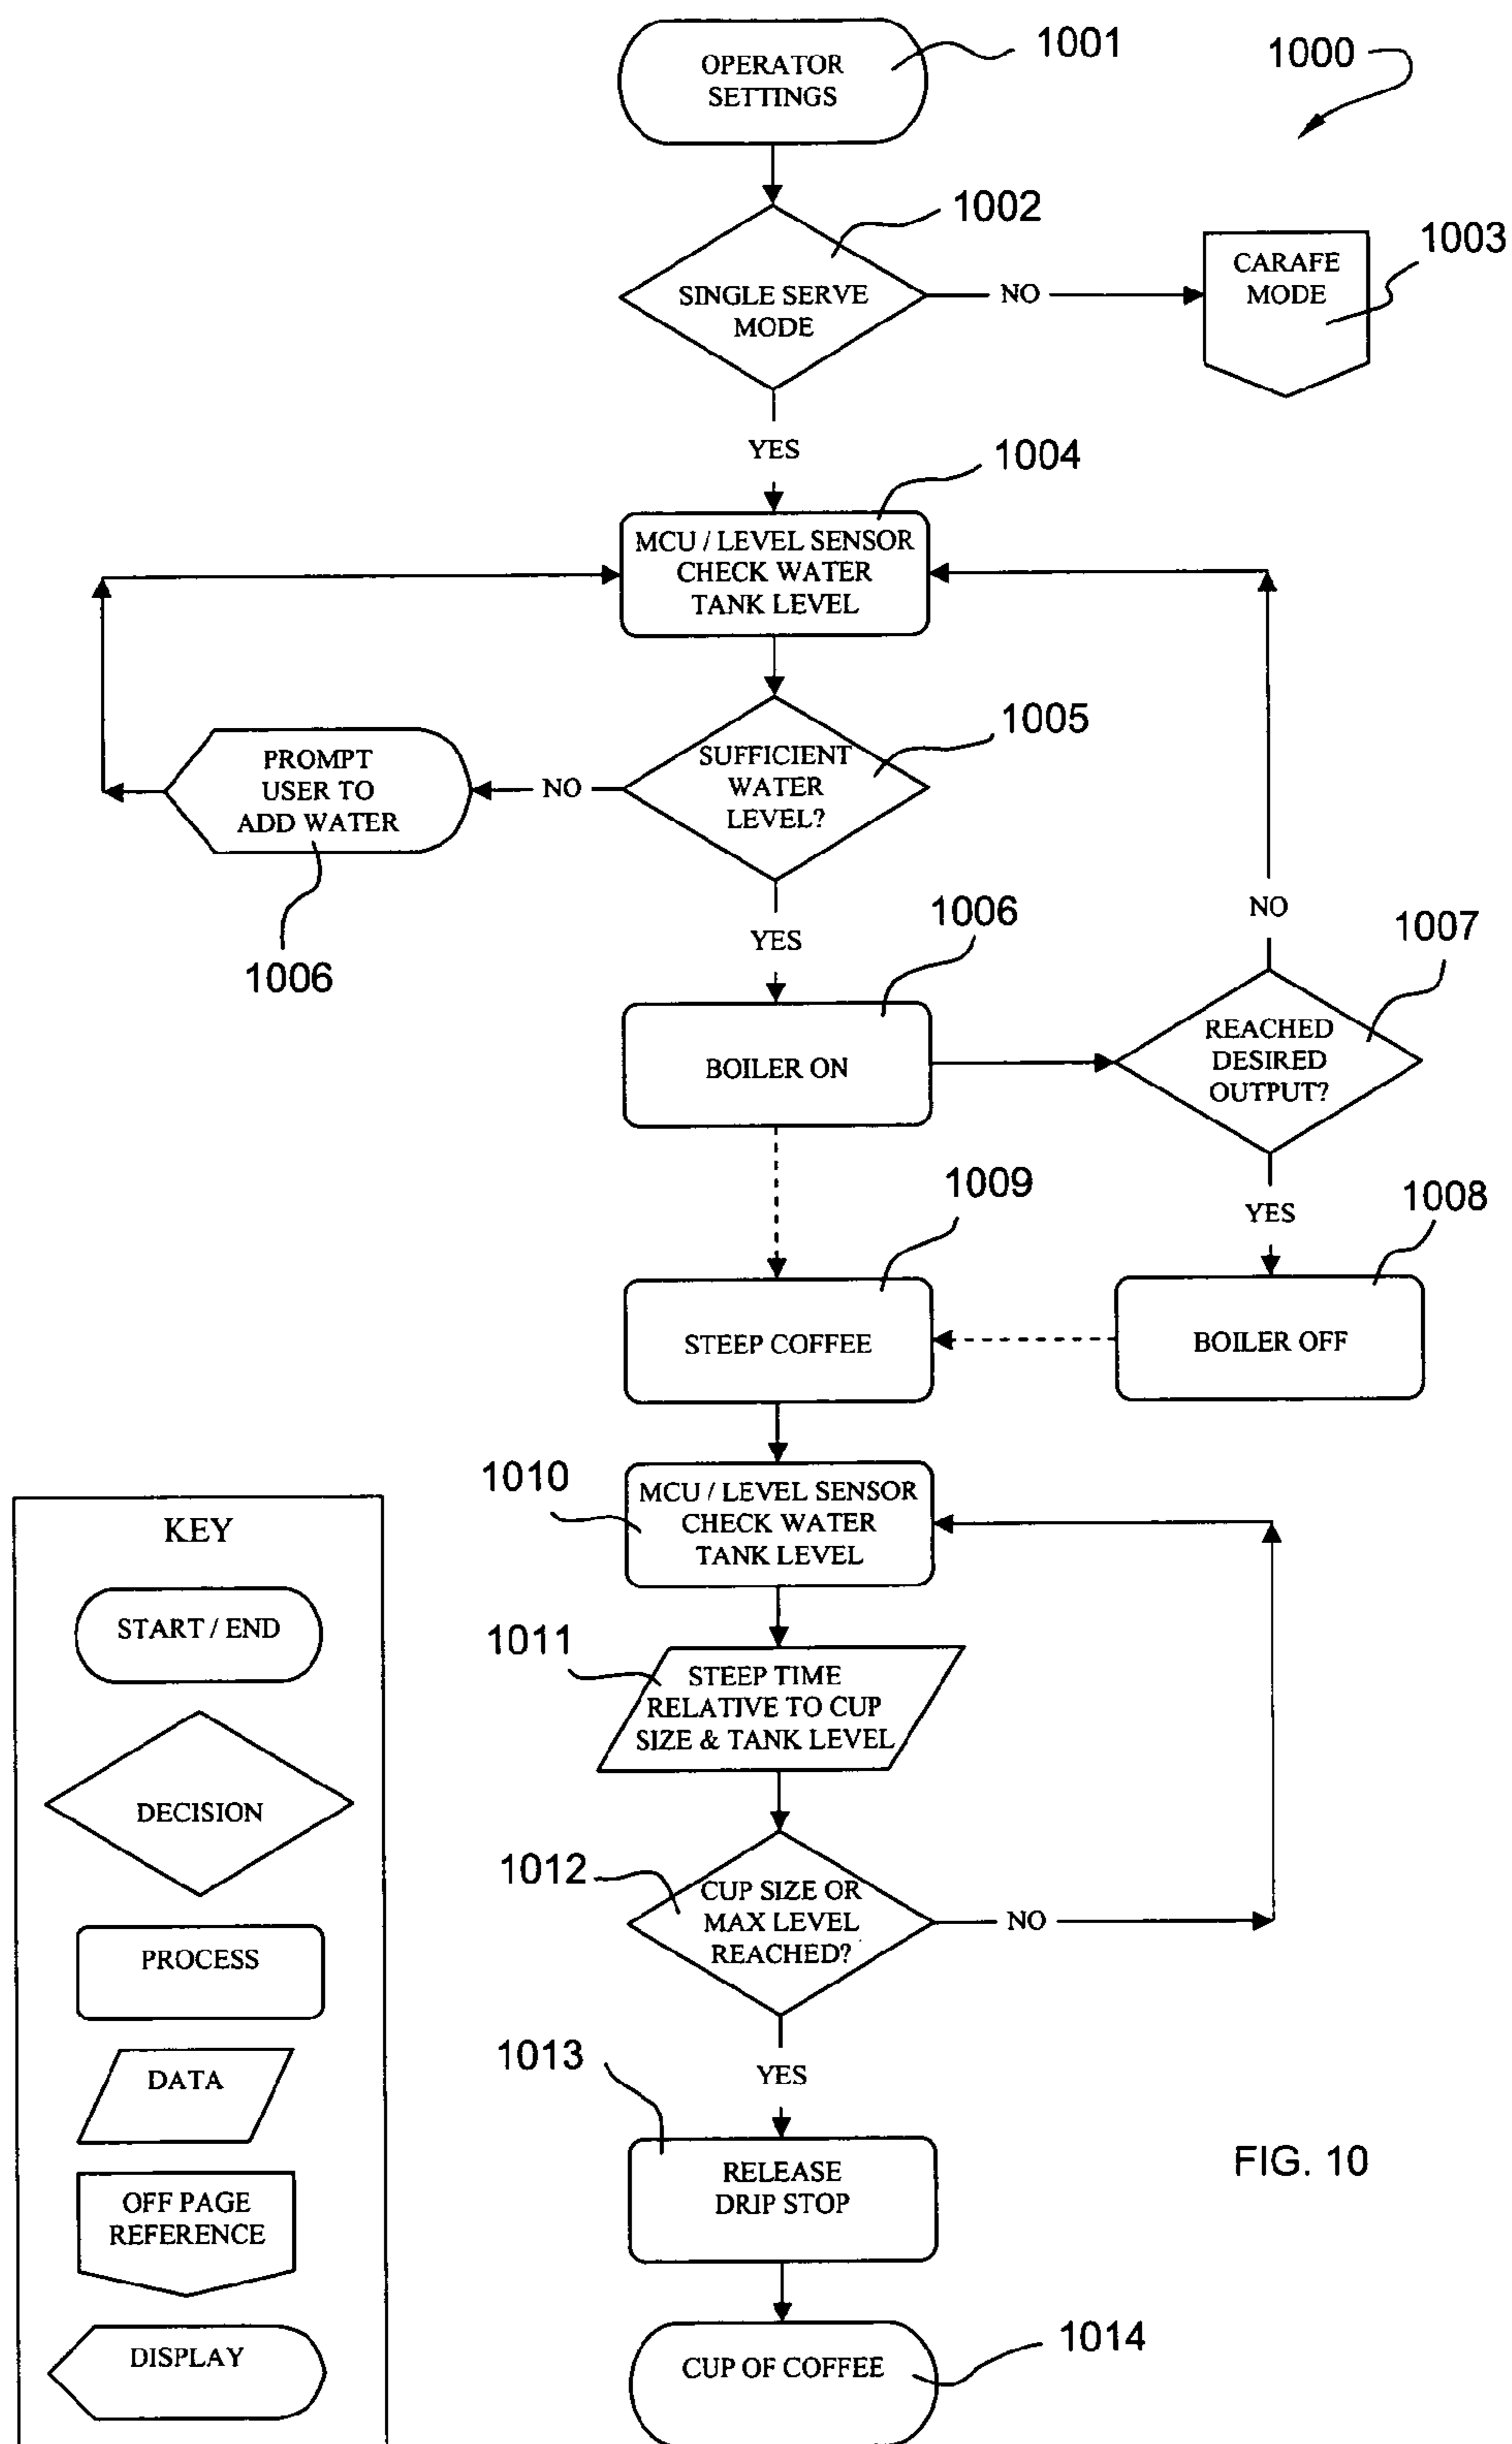 1001
1000
OPERATOR
SETTINGS
1002
1003
CARAFE
MODE
SINGLE SERVE
MODE
NO
YES
1004
MCU / LEVEL SENSOR
CHECK WATER
TANK LEVEL
1005
SUFFICIENT
WATER
LEVEL?
NO
PROMPT
USER TO
ADD WATER
1006
YES
1006
NO
1007
BOILER ON
REACHED
DESIRED
OUTPUT?
YES
1008
1009
STEEP COFFEE
BOILER OFF
1010
MCU / LEVEL SENSOR
CHECK WATER
TANK LEVEL
1011
STEEP TIME
RELATIVE TO CUP
SIZE & TANK LEVEL
1012
CUP SIZE OR
MAX LEVEL
REACHED?
NO
YES
1013
RELEASE
DRIP STOP
1014
CUP OF COFFEE
KEY
START / END
DECISION
PROCESS
DATA
OFF PAGE
REFERENCE
DISPLAY
FIG. 10